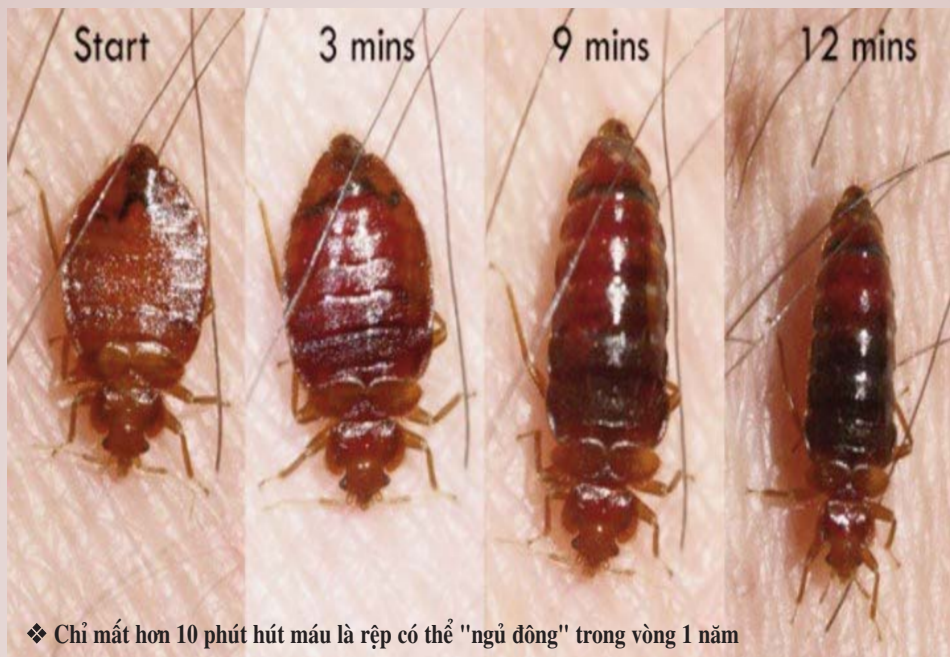 Start 3 mins 9 mins 12 mins
❖ Chỉ mất hơn 10 phút hút máu là rệp có thể "ngủ đông" trong vòng 1 năm